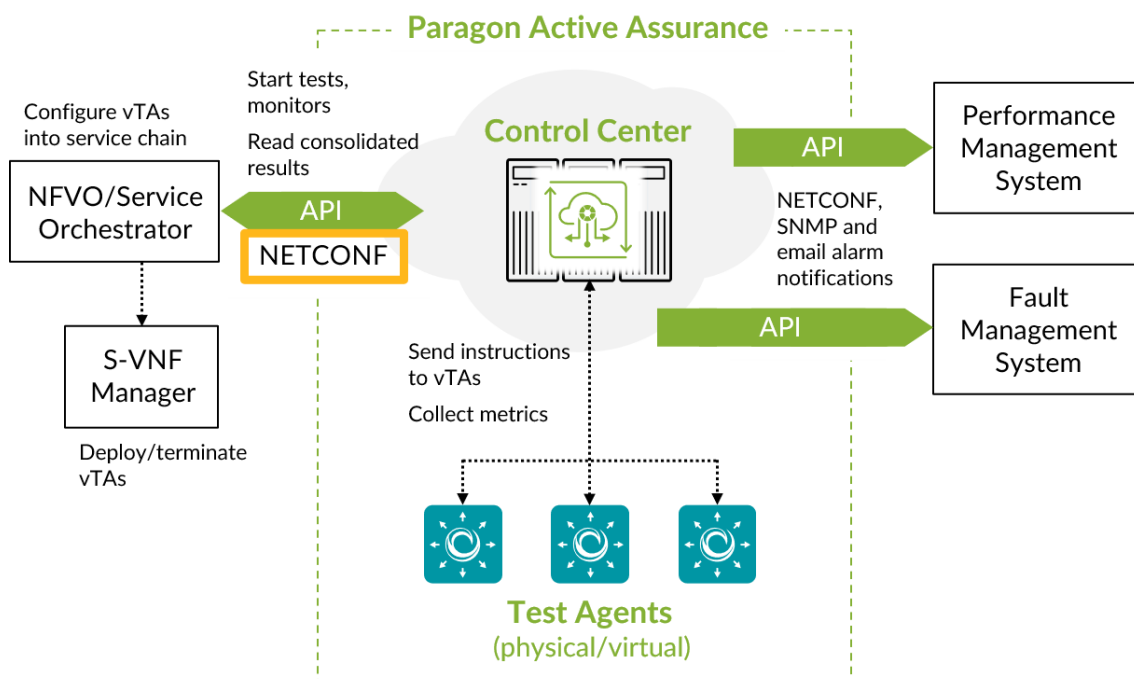 Paragon Active Assurance
Start tests,
monitors
Read consolidated
results
Configure vTAs
into service chain
NFVO/Service
Orchestrator
API
NETCONF
S-VNF
Manager
Deploy/terminate
vTAs
Control Center
API
Performance
Management
System
NETCONF,
SNMP and
email alarm
notifications
API
Fault
Management
System
Send instructions
to vTAs
Collect metrics
Test Agents
(physical/virtual)